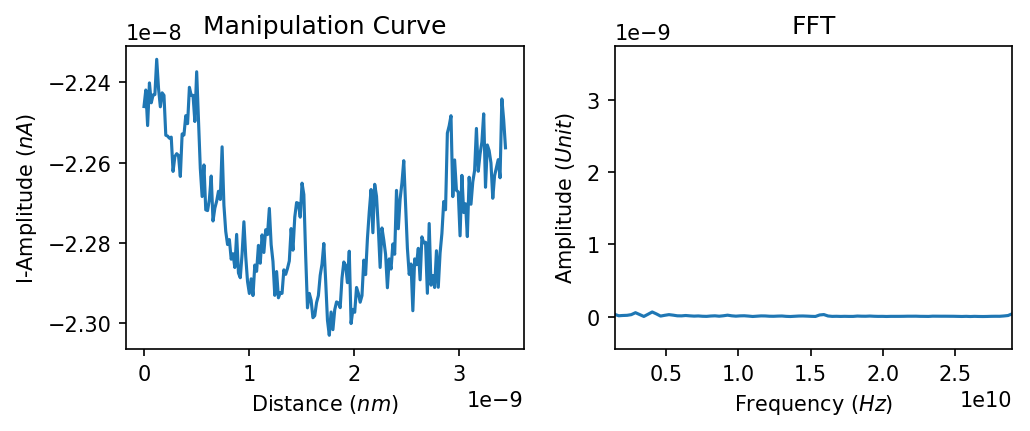 Manipulation Curve
1e−8
−2.24
−2.26
−2.28
−2.30
I-Amplitude (nA)
0
1
2
3
1e−9
Distance (nm)
FFT
1e−9
3
2
1
0
Amplitude (Unit)
0.5
1.0
1.5
2.0
2.5
1e10
Frequency (Hz)